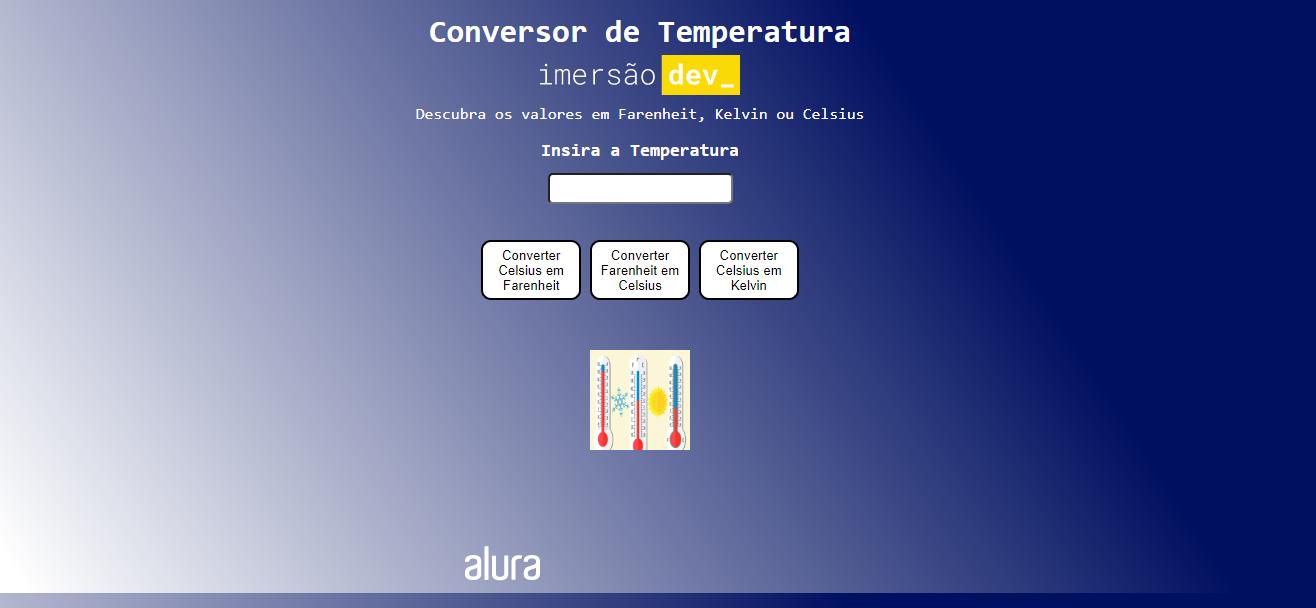 Conversor de Temperatura
imersão dev_
Descubra os valores em Farenheit, Kelvin ou Celsius
Insira a Temperatura
Converter
Celsius em
Farenheit
Converter
Farenheit em
Celsius
Converter
Celsius em
Kelvin
alura